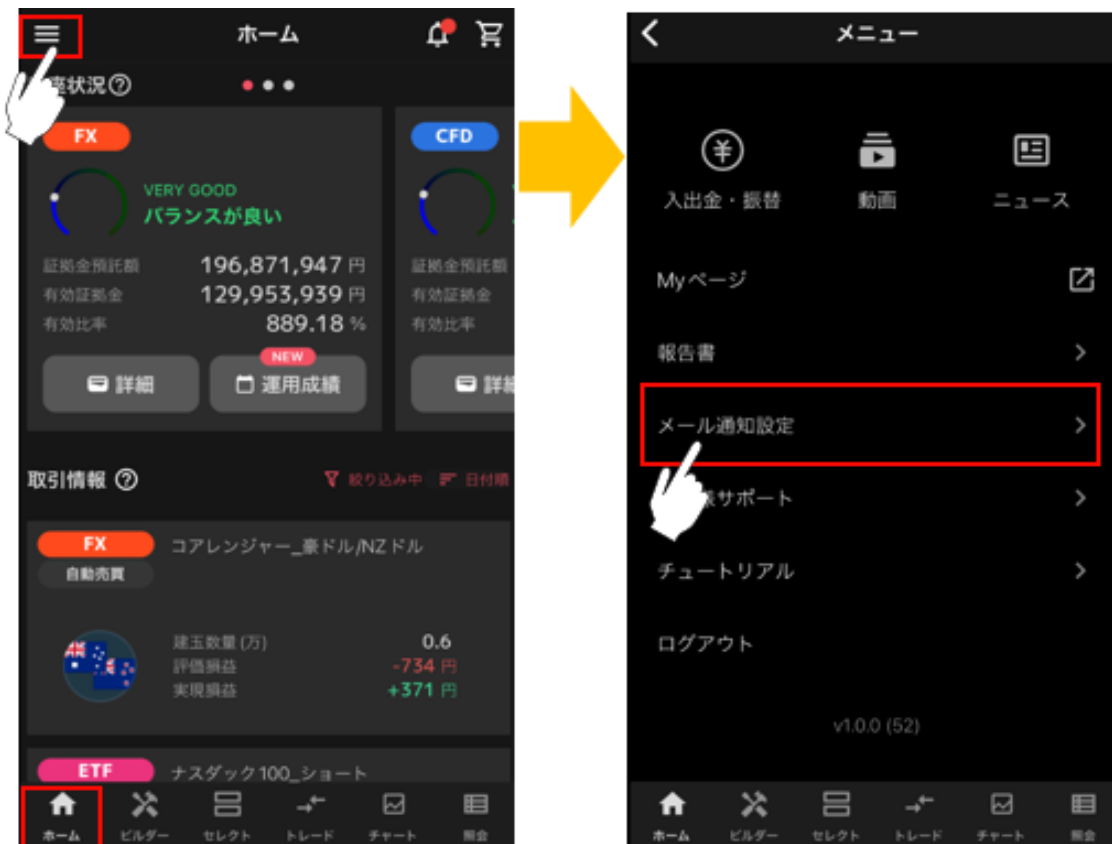 ホーム
座状況?
FX
VERY GOOD
バランスが良い
証拠金預託額 196,871,947 円
有効証拠金 129,953,939 円
有効比率 889.18 %
NEW
詳細 運用成績
CFD
証拠金預託額
有効証拠金
有効比率
詳細
取引情報 ?
絞り込み中 日付順
FX コアレンジャー_豪ドル/NZドル
自動売買
建玉数量(万) 0.6
評価損益 -734 円
実現損益 +371 円
ETF ナスダック100_ショート
ホーム ビルダー セレクト トレード チャート 照会
メニュー
入出金・振替 動画 ニュース
Myページ
報告書
メール通知設定
サポート
チュートリアル
ログアウト
v1.0.0 (52)
ホーム ビルダー セレクト トレード チャート 照会